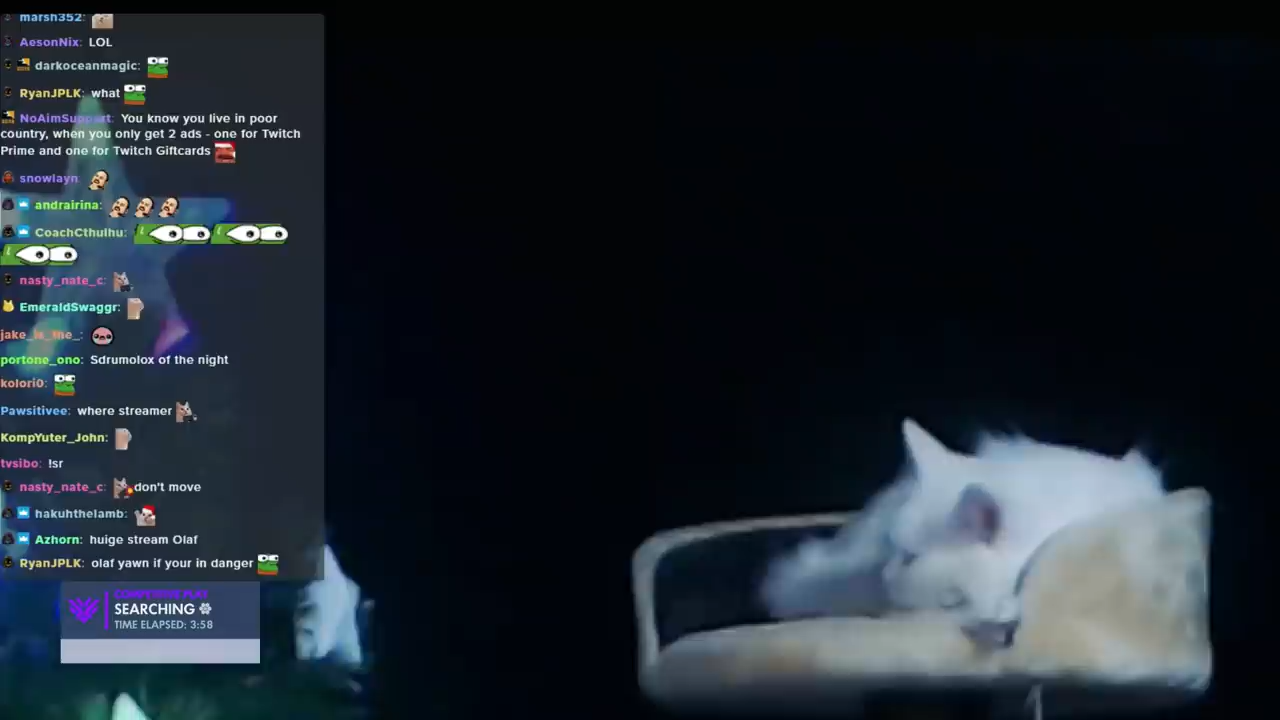 marsh352:
AesonNix: LOL
darkoceanmagic:
RyanJPLK: what
NoAimSupport: You know you live in poor
country, when you only get 2 ads - one for Twitch
Prime and one for Twitch Giftcards
snowlayn:
andrairina:
CoachCthulhu:
nasty_nate_c:
EmeraldSwaggr:
jake_is_the_:
portone_ono: Sdrumolox of the night
kolori0:
Pawsitivee: where streamer
KompYuter_John:
tvsibo: !sr
nasty_nate_c: don't move
hakuhthelamb:
Azhorn: huige stream Olaf
RyanJPLK: olaf yawn if your in danger
COMPETITIVE PLAY
SEARCHING
TIME ELAPSED: 3:58